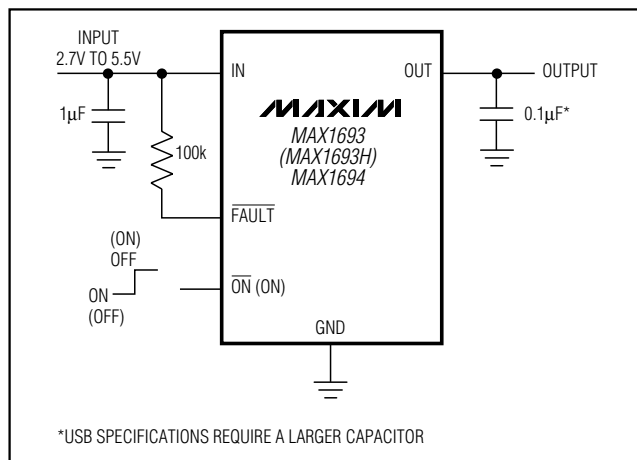 INPUT
2.7V TO 5.5V
IN
OUT
OUTPUT
1μF
MAXIM
0.1μF*
MAX1693
(MAX1693H)
MAX1694
100k
FAULT
(ON)
OFF
ON
(OFF)
ON (ON)
GND
*USB SPECIFICATIONS REQUIRE A LARGER CAPACITOR